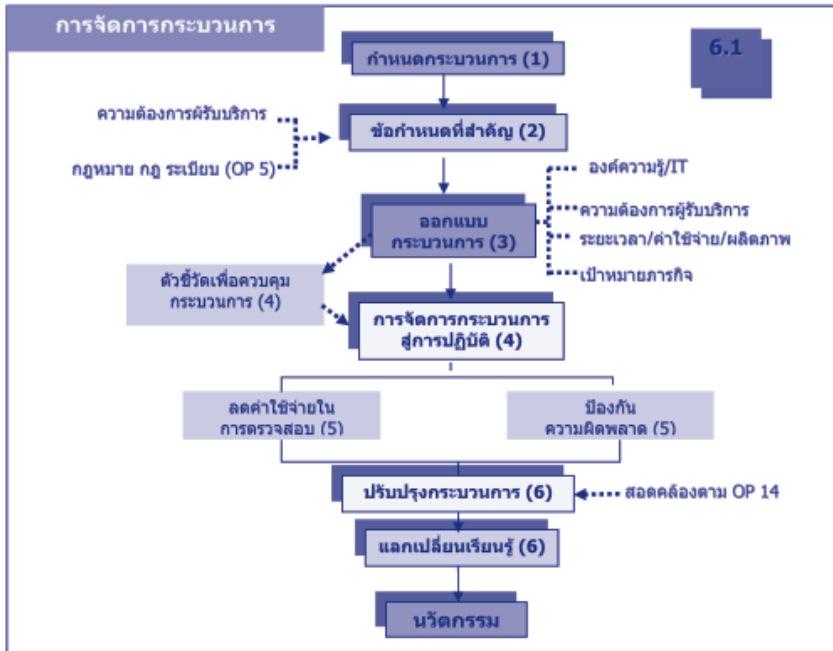 การจัดการกระบวนการ
6.1
กำหนดกระบวนการ (1)
ความต้องการผู้รับบริการ
ข้อกำหนดที่สำคัญ (2)
กฎหมาย กฎ ระเบียบ (OP 5)
องค์ความรู้/IT
ออกแบบ
กระบวนการ (3)
ความต้องการผู้รับบริการ
ระยะเวลา/ค่าใช้จ่าย/ผลิตภาพ
เป้าหมายภารกิจ
ตัวชี้วัดเพื่อควบคุม
กระบวนการ (4)
การจัดการกระบวนการ
สู่การปฏิบัติ (4)
ลดค่าใช้จ่ายใน
การตรวจสอบ (5)
ป้องกัน
ความผิดพลาด (5)
ปรับปรุงกระบวนการ (6)
สอดคล้องตาม OP 14
แลกเปลี่ยนเรียนรู้ (6)
นวัตกรรม